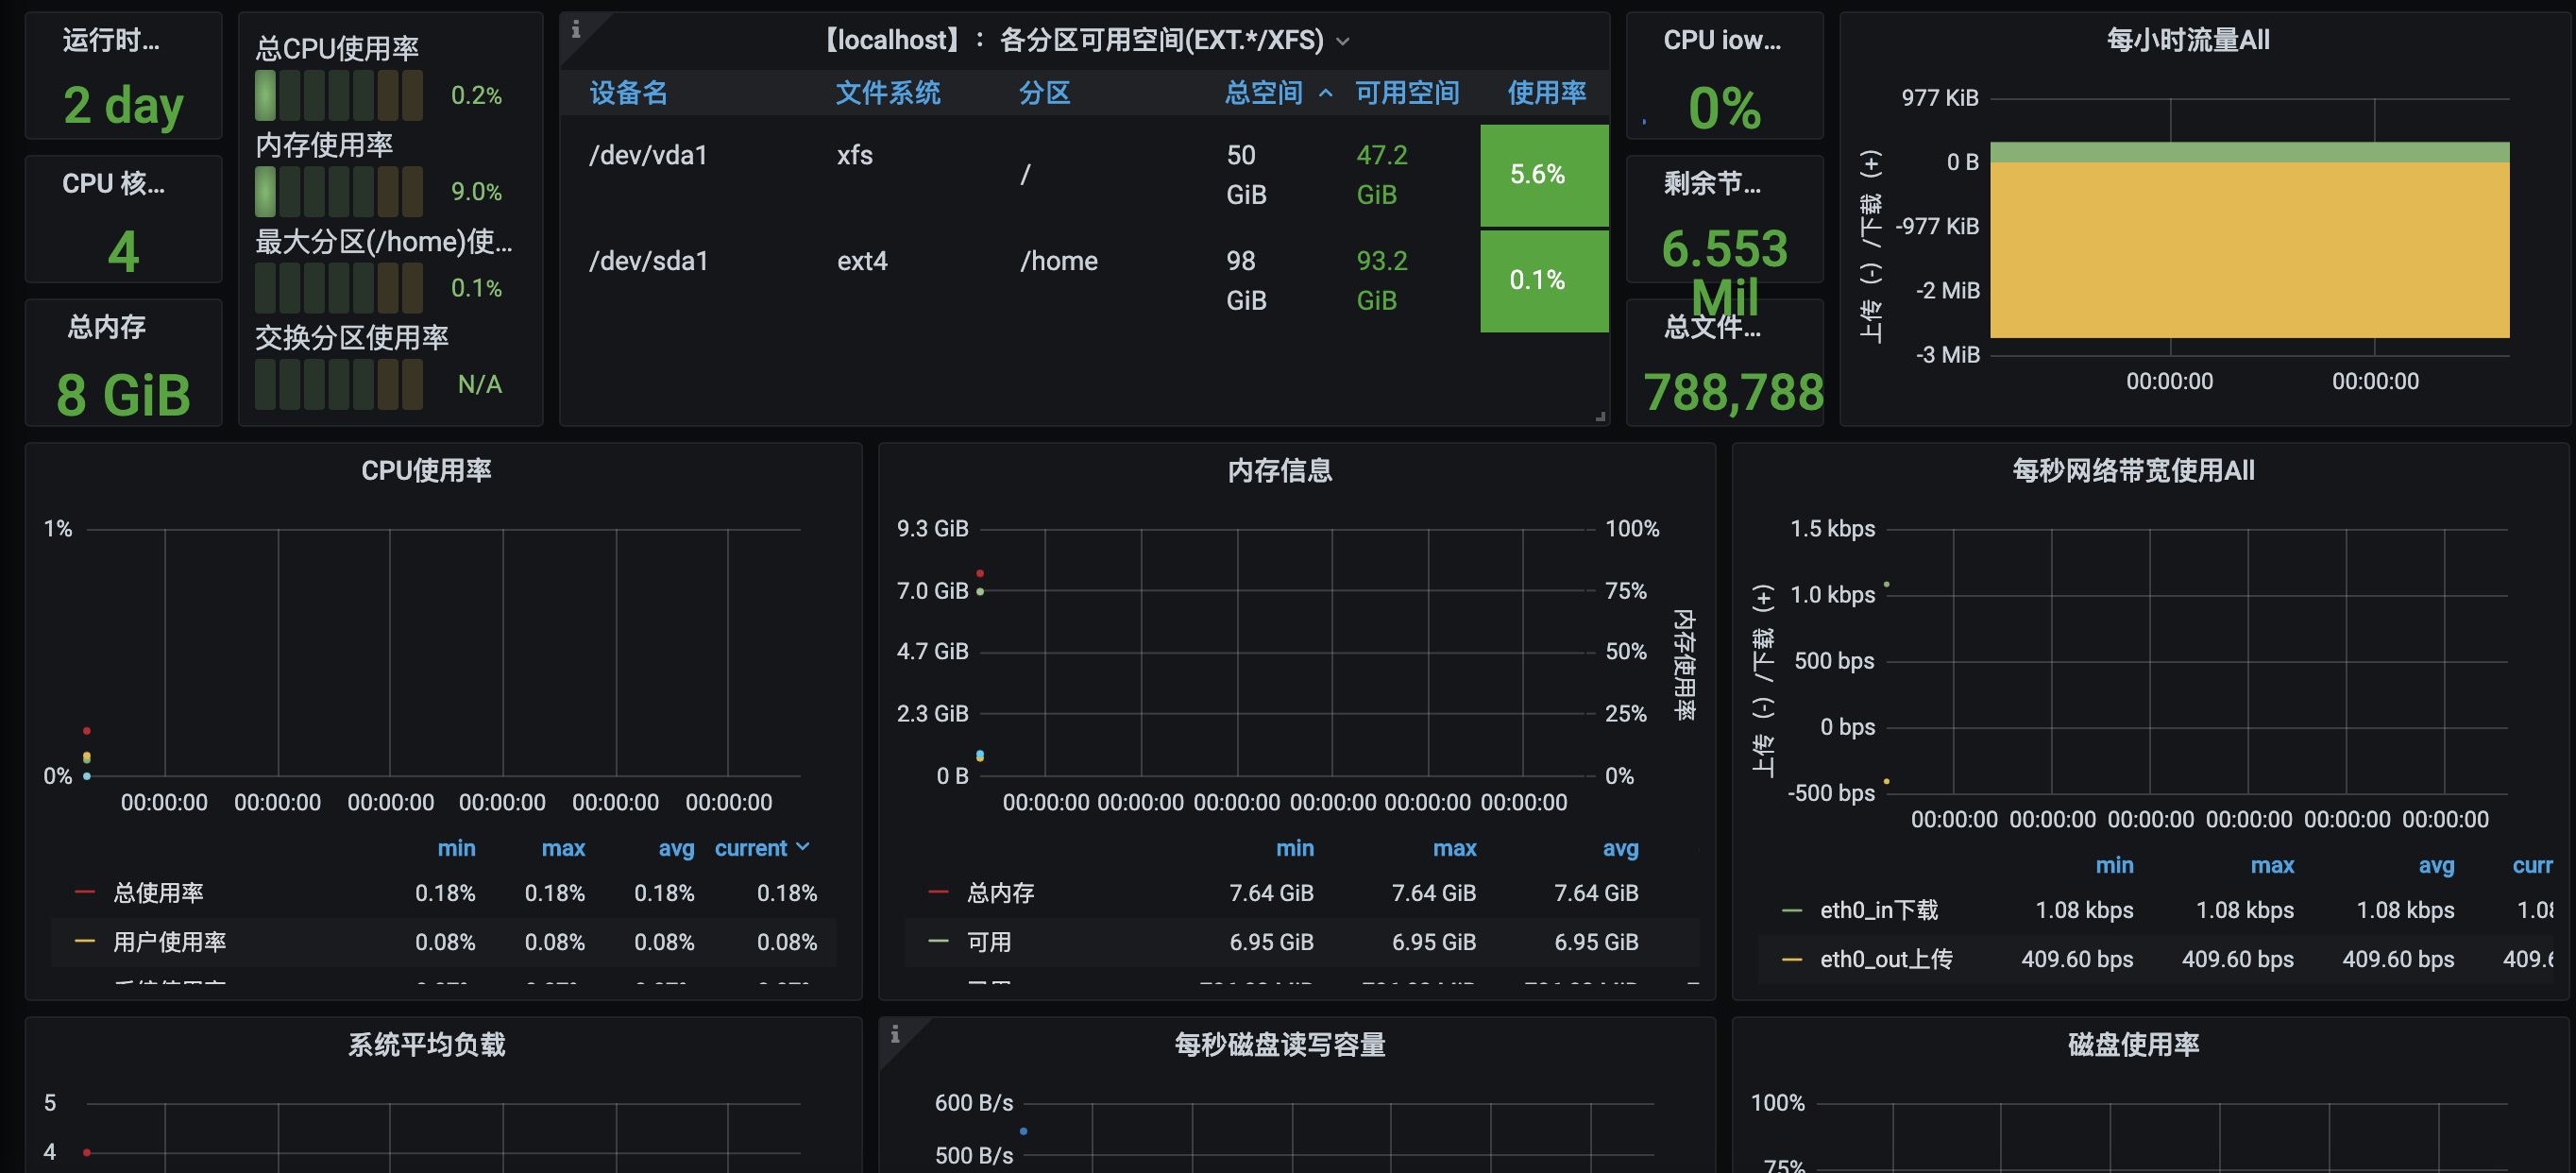 运行时...
2 day
CPU 核...
4
总内存
8 GiB
总CPU使用率
0.2%
内存使用率
9.0%
最大分区(/home)使...
0.1%
交换分区使用率
N/A
【localhost】：各分区可用空间(EXT.*/XFS)
设备名 文件系统 分区 总空间 可用空间 使用率
/dev/vda1 xfs / 50 GiB 47.2 GiB 5.6%
/dev/sda1 ext4 /home 98 GiB 93.2 GiB 0.1%
CPU iow...
0%
剩余节...
6.553
Mil
总文件...
788,788
每小时流量All
上传（-）/下载（+）
977 KiB
0 B
-977 KiB
-2 MiB
-3 MiB
00:00:00 00:00:00
CPU使用率
1%
0%
00:00:00 00:00:00 00:00:00 00:00:00 00:00:00 00:00:00
min max avg current
总使用率 0.18% 0.18% 0.18% 0.18%
用户使用率 0.08% 0.08% 0.08% 0.08%
内存信息
9.3 GiB
7.0 GiB
4.7 GiB
2.3 GiB
0 B
100%
75%
50%
25%
0%
内存使用率
00:00:00 00:00:00 00:00:00 00:00:00 00:00:00 00:00:00
min max avg
总内存 7.64 GiB 7.64 GiB 7.64 GiB
可用 6.95 GiB 6.95 GiB 6.95 GiB
每秒网络带宽使用All
上传（-）/下载（+）
1.5 kbps
1.0 kbps
500 bps
0 bps
-500 bps
00:00:00 00:00:00 00:00:00 00:00:00 00:00:00 00:00:00
min max avg curr
eth0_in下载 1.08 kbps 1.08 kbps 1.08 kbps 1.08
eth0_out上传 409.60 bps 409.60 bps 409.60 bps 409.6
系统平均负载
5
4
每秒磁盘读写容量
600 B/s
500 B/s
磁盘使用率
100%
75%